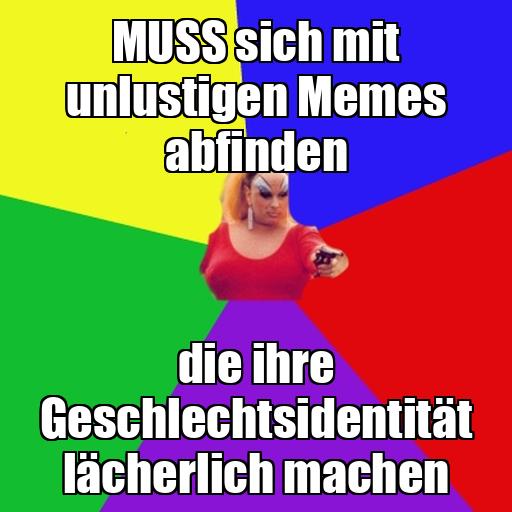 MUSS sich mit
unlustigen Memes
abfinden
die ihre
Geschlechtsidentität
lächerlich machen